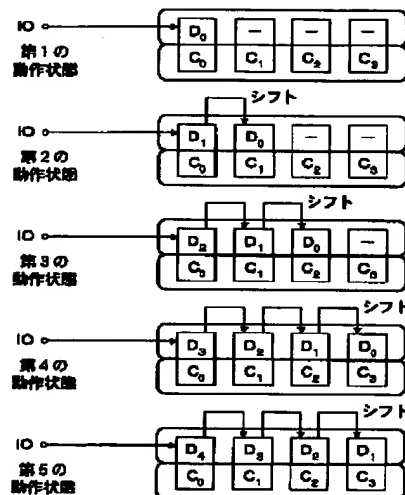 IO D₀ — — —
第1の C₀ C₁ C₂ C₃
動作状態
シフト
IO D₁ D₀ — —
第2の C₀ C₁ C₂ C₃
動作状態
シフト
IO D₂ D₁ D₀ —
第3の C₀ C₁ C₂ C₃
動作状態
シフト
IO D₃ D₂ D₁ D₀
第4の C₀ C₁ C₂ C₃
動作状態
シフト
IO D₄ D₃ D₂ D₁
第5の C₀ C₁ C₂ C₃
動作状態